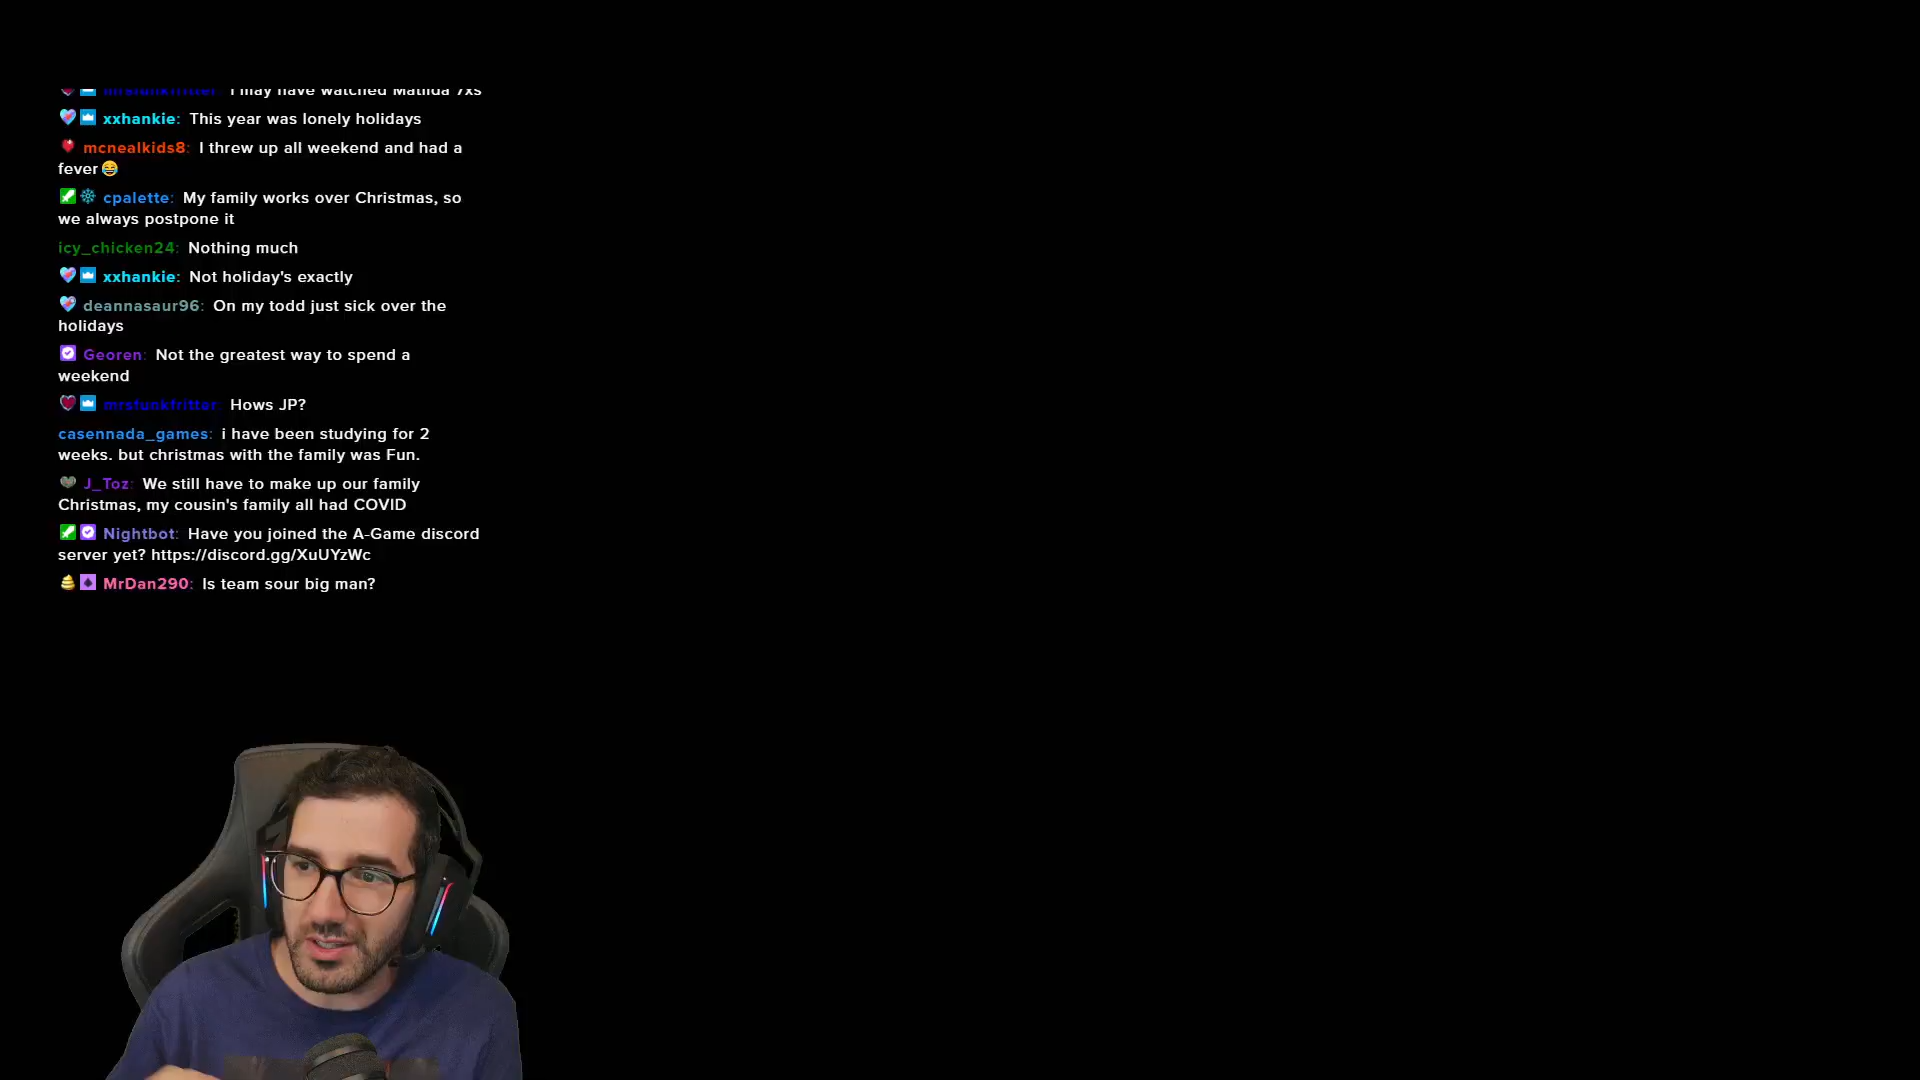 I may have watched Matilda 7xs
xxhankie: This year was lonely holidays
mcnealkids8: I threw up all weekend and had a
fever
cpalette: My family works over Christmas, so
we always postpone it
icy_chicken24: Nothing much
xxhankie: Not holiday's exactly
deannasaur96: On my todd just sick over the
holidays
Georen: Not the greatest way to spend a
weekend
mrsfunkfritter: Hows JP?
casennada_games: i have been studying for 2
weeks. but christmas with the family was Fun.
J_Toz: We still have to make up our family
Christmas, my cousin's family all had COVID
Nightbot: Have you joined the A-Game discord
server yet? https://discord.gg/XuUYzWc
MrDan290: Is team sour big man?